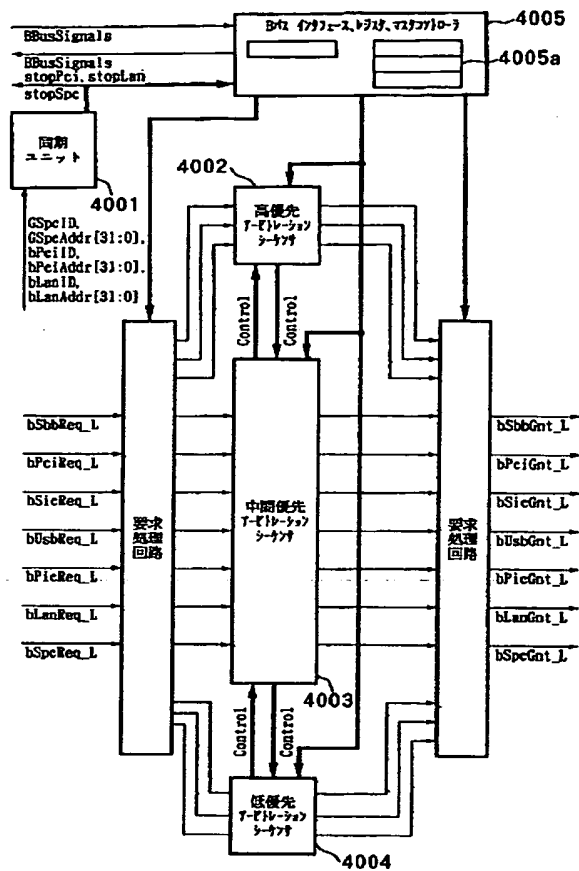 Bバス インタフェース、レジスタ、マスタコントローラ
4005
4005a
BBusSignals
BBusSignals
stopPci, stopLan
stopSpc
同期
ユニット
4001
GSpcID,
GSpcAddr[31:0],
bPciID,
bPciAddr[31:0],
bLanID,
bLanAddr[31:0]
4002
高優先
アービトレーション
シーケンサ
Control
Control
bSbbReq_L
bPciReq_L
bSicReq_L
bUsbReq_L
bPicReq_L
bLanReq_L
bSpcReq_L
要求
処理
回路
中間優先
アービトレーション
シーケンサ
4003
要求
処理
回路
bSbbGnt_L
bPciGnt_L
bSicGnt_L
bUsbGnt_L
bPicGnt_L
bLanGnt_L
bSpcGnt_L
Control
Control
低優先
アービトレーション
シーケンサ
4004